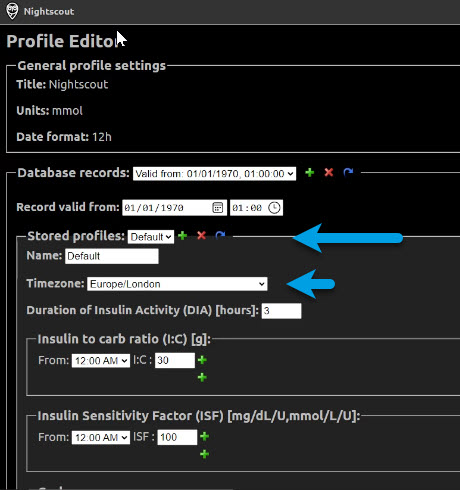 Nightscout
Profile Editor
General profile settings
Title: Nightscout
Units: mmol
Date format: 12h
Database records: Valid from: 01/01/1970, 01:00:00
Record valid from: 01/01/1970 01:00
Stored profiles: Default
Name: Default
Timezone: Europe/London
Duration of Insulin Activity (DIA) [hours]: 3
Insulin to carb ratio (I:C) [g]:
From: 12:00 AM I:C : 30
Insulin Sensitivity Factor (ISF) [mg/dL/U,mmol/L/U]:
From: 12:00 AM ISF : 100